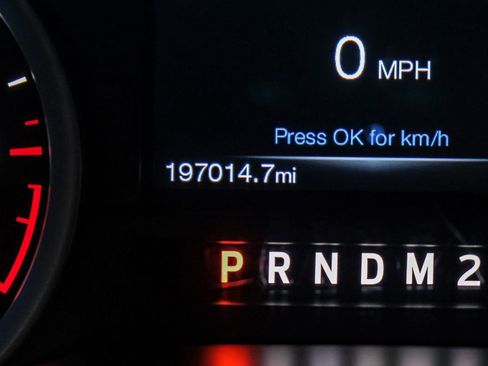 0 MPH
Press OK for km/h
197014.7mi
P R N D M 2